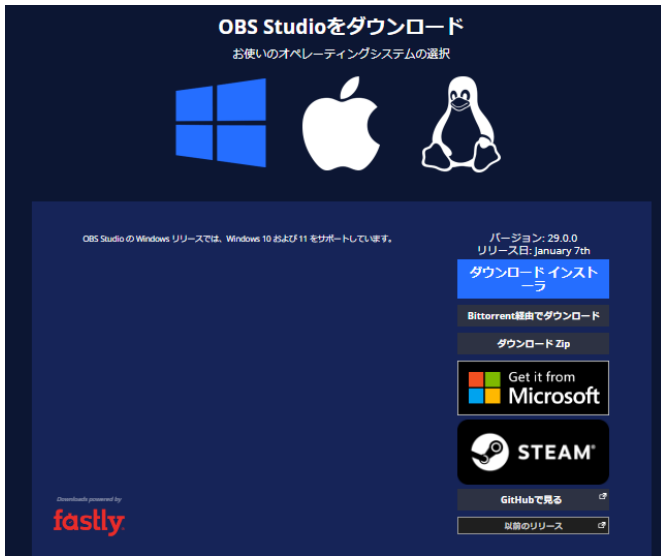 OBS Studioをダウンロード
お使いのオペレーティングシステムの選択
OBS Studio の Windows リリースでは、Windows 10 および 11 をサポートしています。
バージョン: 29.0.0
リリース日: January 7th
ダウンロード インスト
ーラ
Bittorrent経由でダウンロード
ダウンロード Zip
Get it from
Microsoft
STEAM
GitHubで見る
以前のリリース
Downloads powered by
fastly